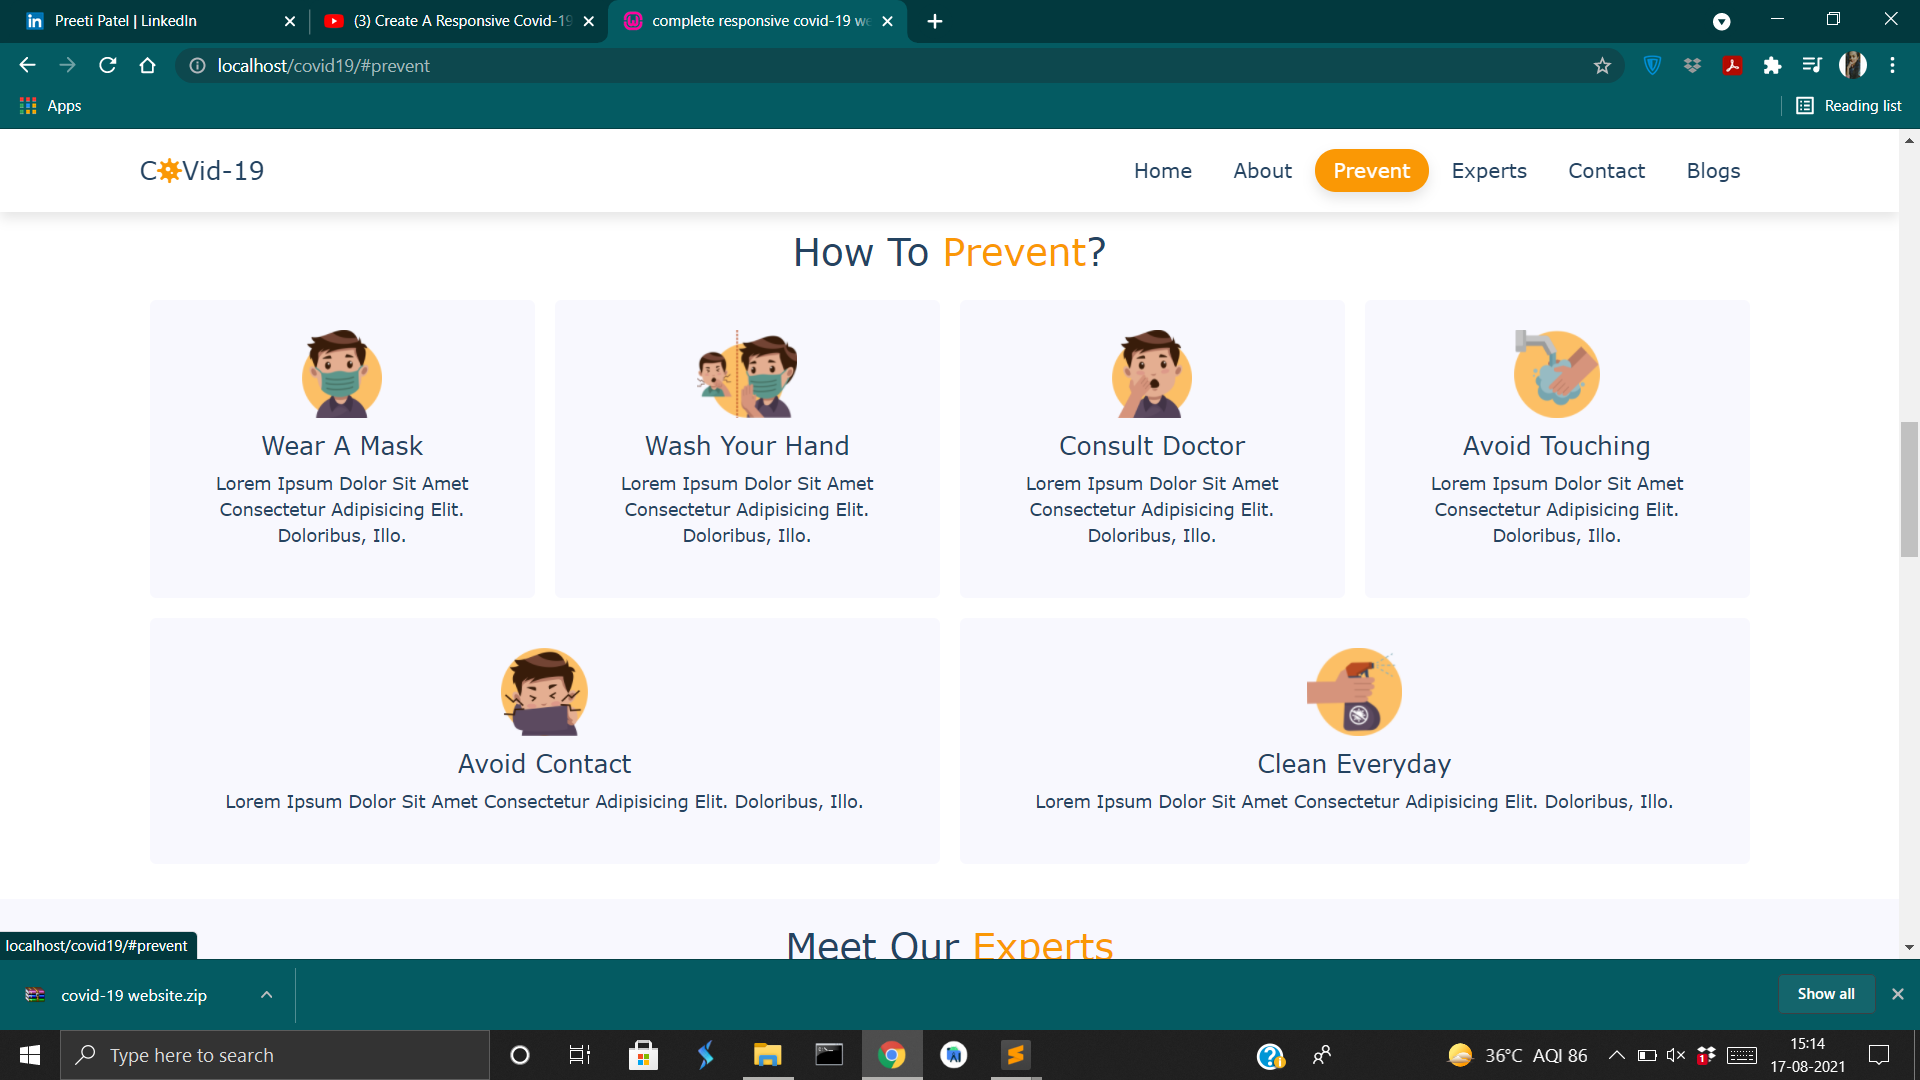 Preeti Patel | LinkedIn
(3) Create A Responsive Covid-19
complete responsive covid-19 we
localhost/covid19/#prevent
Apps
Reading list
C Vid-19
Home
About
Prevent
Experts
Contact
Blogs
How To Prevent?
Wear A Mask
Lorem Ipsum Dolor Sit Amet
Consectetur Adipisicing Elit.
Doloribus, Illo.
Wash Your Hand
Lorem Ipsum Dolor Sit Amet
Consectetur Adipisicing Elit.
Doloribus, Illo.
Consult Doctor
Lorem Ipsum Dolor Sit Amet
Consectetur Adipisicing Elit.
Doloribus, Illo.
Avoid Touching
Lorem Ipsum Dolor Sit Amet
Consectetur Adipisicing Elit.
Doloribus, Illo.
Avoid Contact
Lorem Ipsum Dolor Sit Amet Consectetur Adipisicing Elit. Doloribus, Illo.
Clean Everyday
Lorem Ipsum Dolor Sit Amet Consectetur Adipisicing Elit. Doloribus, Illo.
Meet Our Experts
localhost/covid19/#prevent
covid-19 website.zip
Show all
Type here to search
36°C AQI 86
15:14
17-08-2021